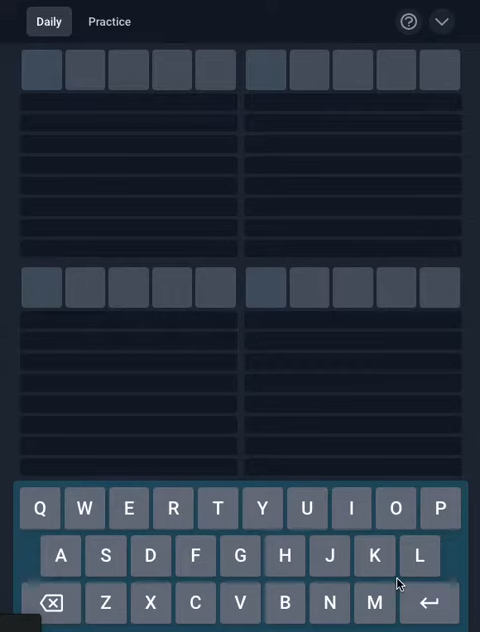 Daily Practice ?
Q W E R T Y U I O P
A S D F G H J K L
Z X C V B N M